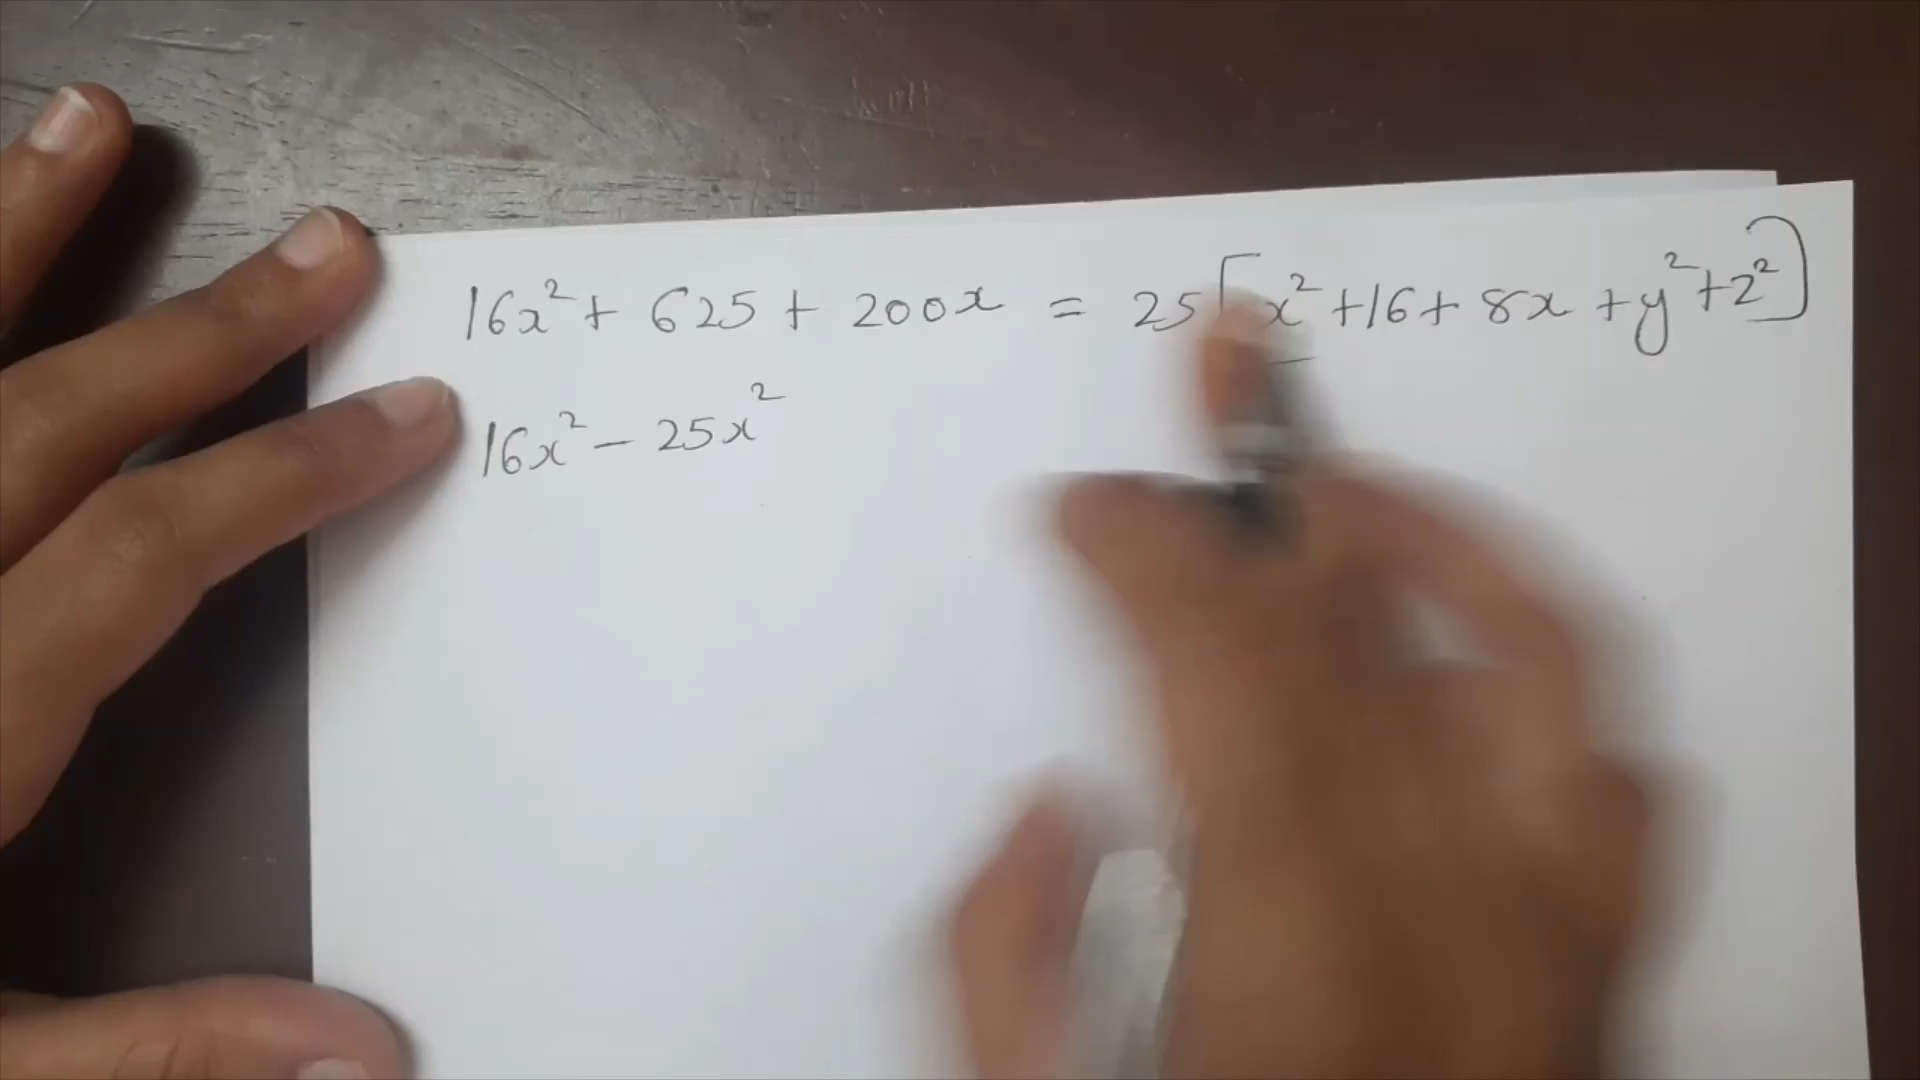 16x² + 625 + 200x = 25[x² + 16 + 8x + y² + z²]
16x² − 25x²